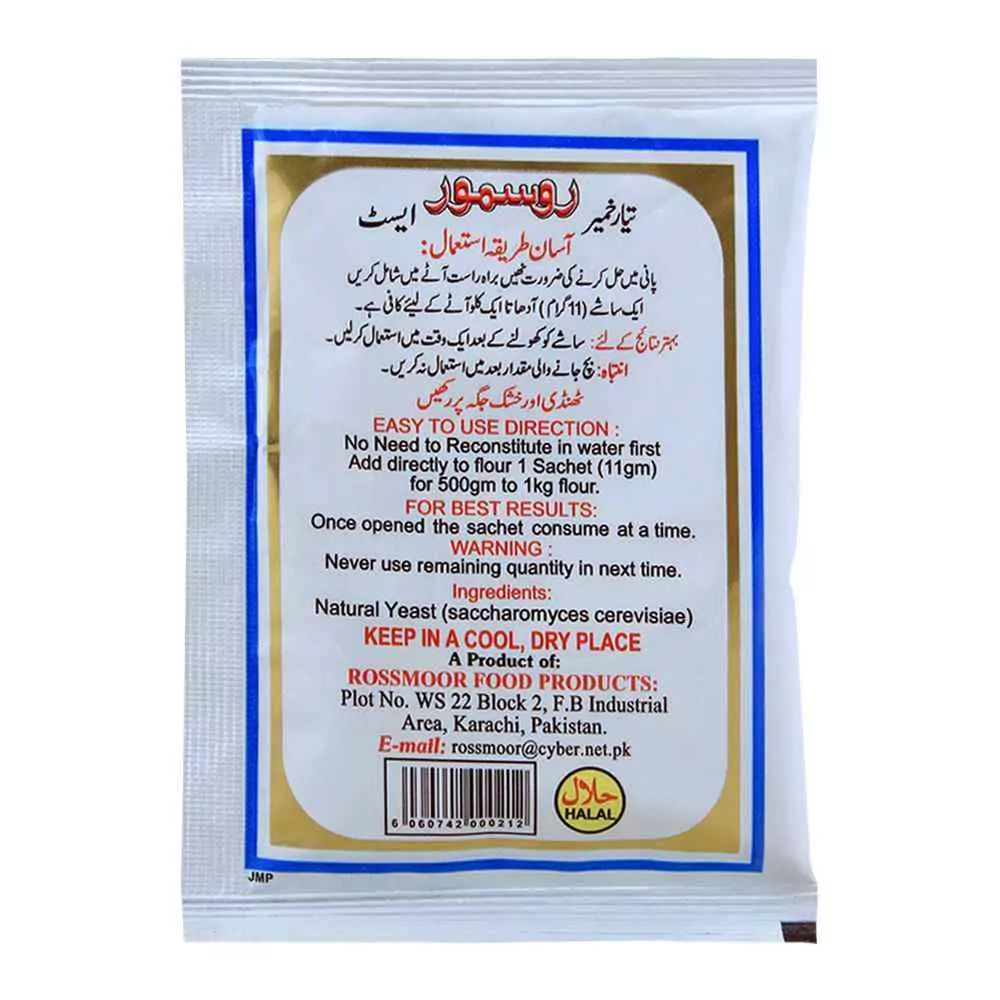 تیار خمیر روسمور ایسٹ
آسان طریقہ استعمال:
پانی میں حل کرنے کی ضرورت نہیں براہ راست آٹے میں شامل کریں
ایک ساشے (11 گرام) آدھا تا ایک کلو آٹے کے لیئے کافی ہے۔
بہتر نتائج کے لئے: ساشے کو کھولنے کے بعد ایک وقت میں استعمال کرلیں۔
انتباہ: بچ جانے والی مقدار بعد میں استعمال نہ کریں۔
ٹھنڈی اور خشک جگہ پر رکھیں
EASY TO USE DIRECTION :
No Need to Reconstitute in water first
Add directly to flour 1 Sachet (11gm)
for 500gm to 1kg flour.
FOR BEST RESULTS:
Once opened the sachet consume at a time.
WARNING :
Never use remaining quantity in next time.
Ingredients:
Natural Yeast (saccharomyces cerevisiae)
KEEP IN A COOL, DRY PLACE
A Product of:
ROSSMOOR FOOD PRODUCTS:
Plot No. WS 22 Block 2, F.B Industrial
Area, Karachi, Pakistan.
E-mail: rossmoor@cyber.net.pk
6 060742 000212
حلال
HALAL
JMP